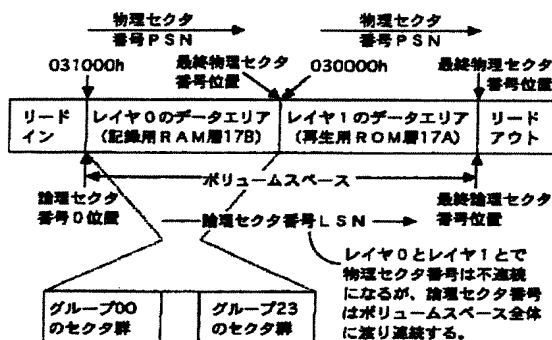 物理セクタ
番号PSN
物理セクタ
番号PSN
031000h
最終物理セクタ
番号位置
030000h
最終物理セクタ
番号位置
リード
イン
レイヤ0のデータエリア
(記録用RAM層17B)
レイヤ1のデータエリア
(再生用ROM層17A)
リード
アウト
ボリュームスペース
論理セクタ
番号0位置
最終論理セクタ
番号位置
論理セクタ番号LSN
レイヤ0とレイヤ1とで
物理セクタ番号は不連続
になるが、論理セクタ番号
はボリュームスペース全体
に渡り連続する。
グループ00
のセクタ群
グループ23
のセクタ群